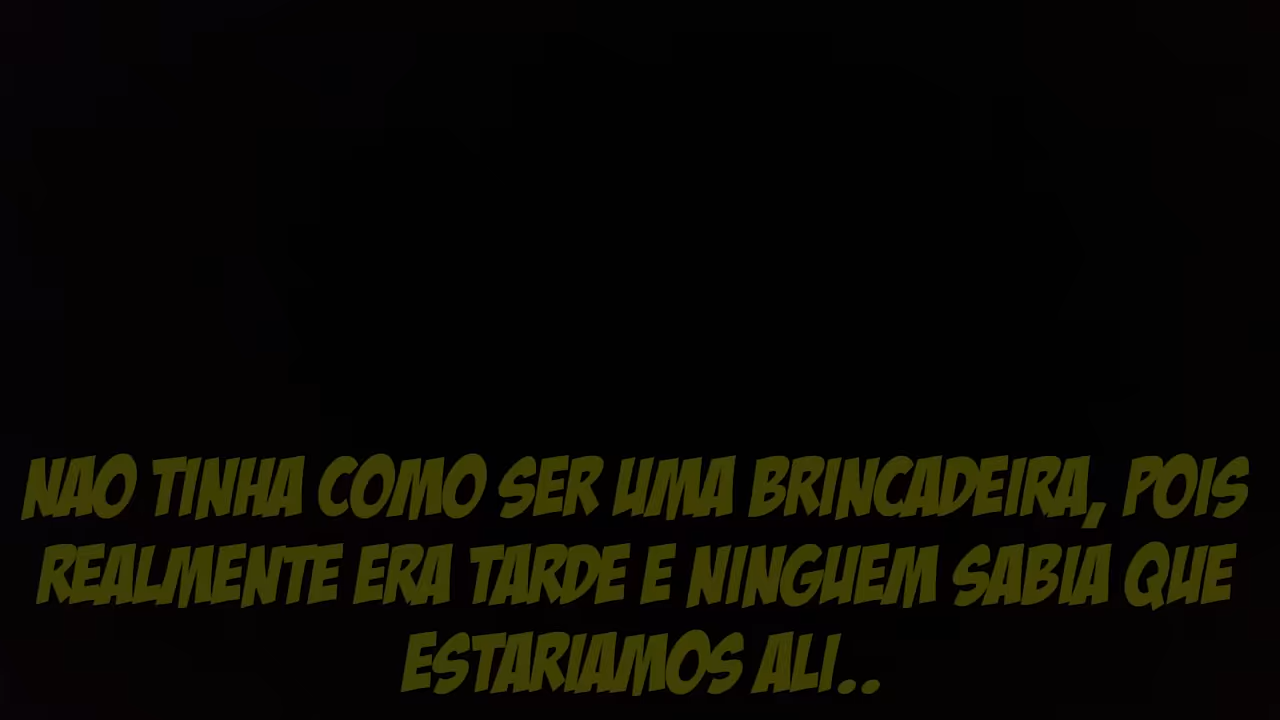 NAO TINHA COMO SER UMA BRINCADEIRA, POIS
REALMENTE ERA TARDE E NINGUEM SABIA QUE
ESTARIAMOS ALI..